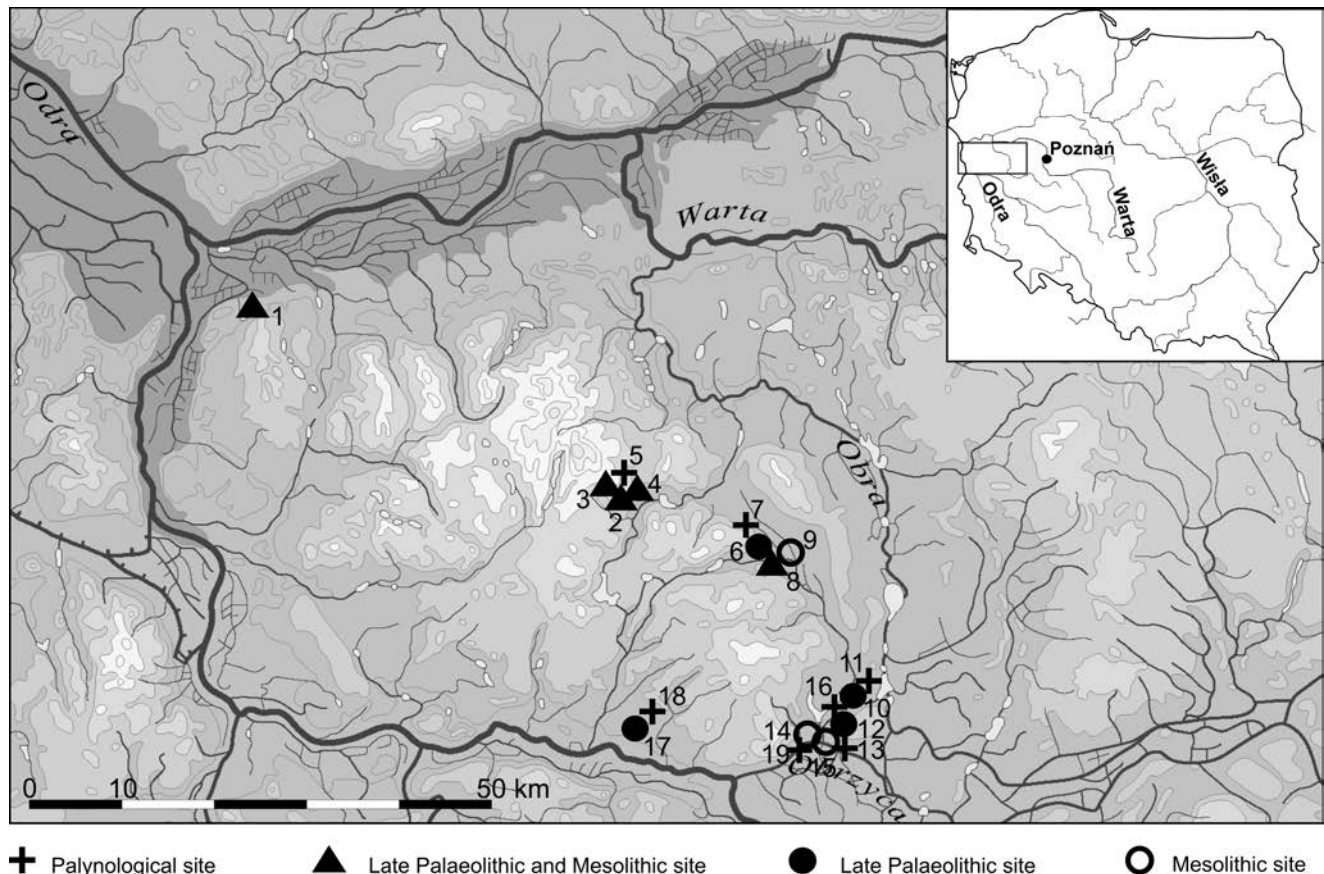 Odra
Warta
Obra
Obrzyca
Poznań
Odra
Warta
Wisła
1
5
3
4
2
7
6
9
8
11
16
10
18
14
12
17
19
15
13
0
10
50 km
Palynological site
Late Palaeolithic and Mesolithic site
Late Palaeolithic site
Mesolithic site